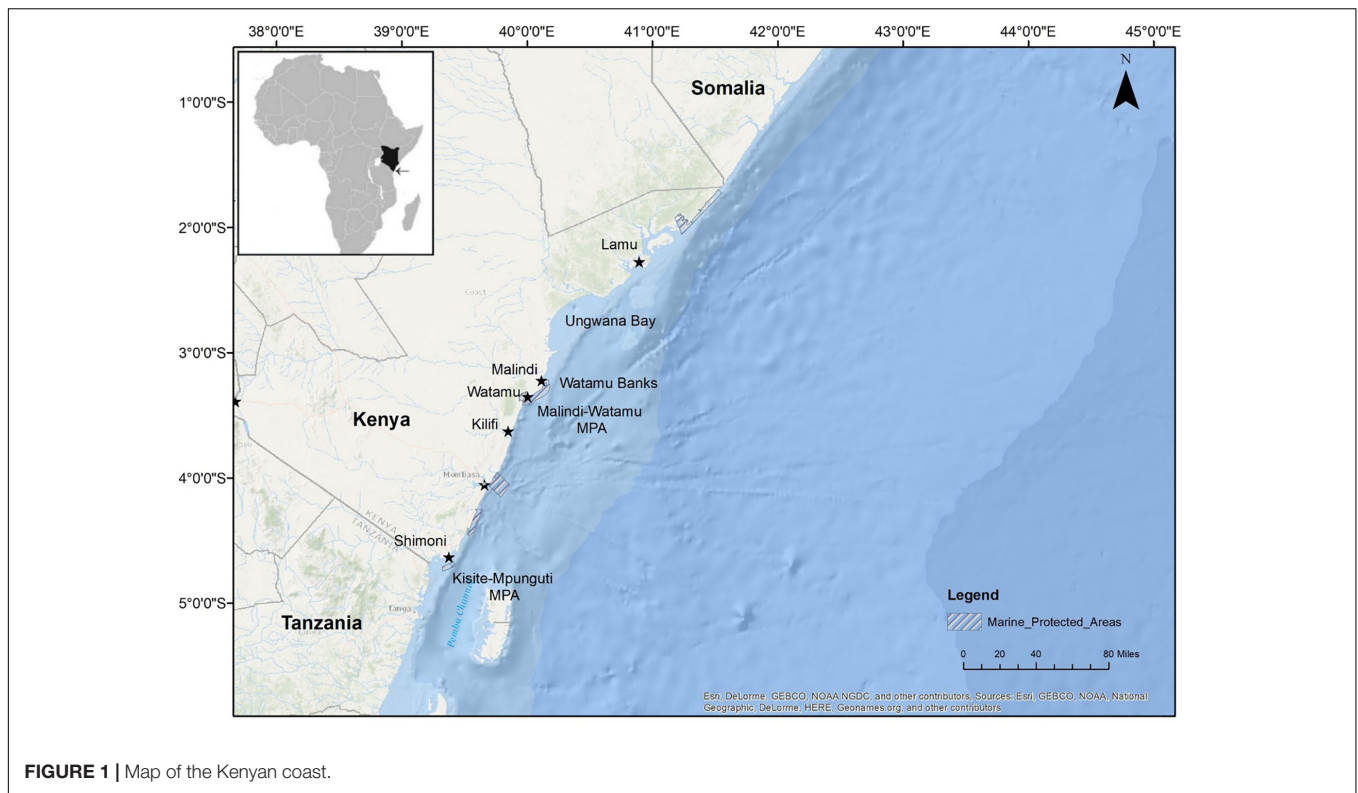 38°0'0"E 39°0'0"E 40°0'0"E 41°0'0"E 42°0'0"E 43°0'0"E 44°0'0"E 45°0'0"E
N
Somalia
1°0'0"S
2°0'0"S
Lamu
Coast
Ungwana Bay
3°0'0"S
Malindi
Watamu Banks
Watamu
Malindi-Watamu
MPA
Kenya
Kilifi
4°0'0"S
Mombasa
KENYA
TANZANIA
Shimoni
Kisite-Mpunguti
MPA
5°0'0"S
Tanga
Pemba Channel
Tanzania
Legend
Marine_Protected_Areas
0 20 40 80 Miles
Esri, DeLorme, GEBCO, NOAA NGDC, and other contributors, Sources: Esri, GEBCO, NOAA, National
Geographic, DeLorme, HERE, Geonames.org, and other contributors
FIGURE 1 | Map of the Kenyan coast.